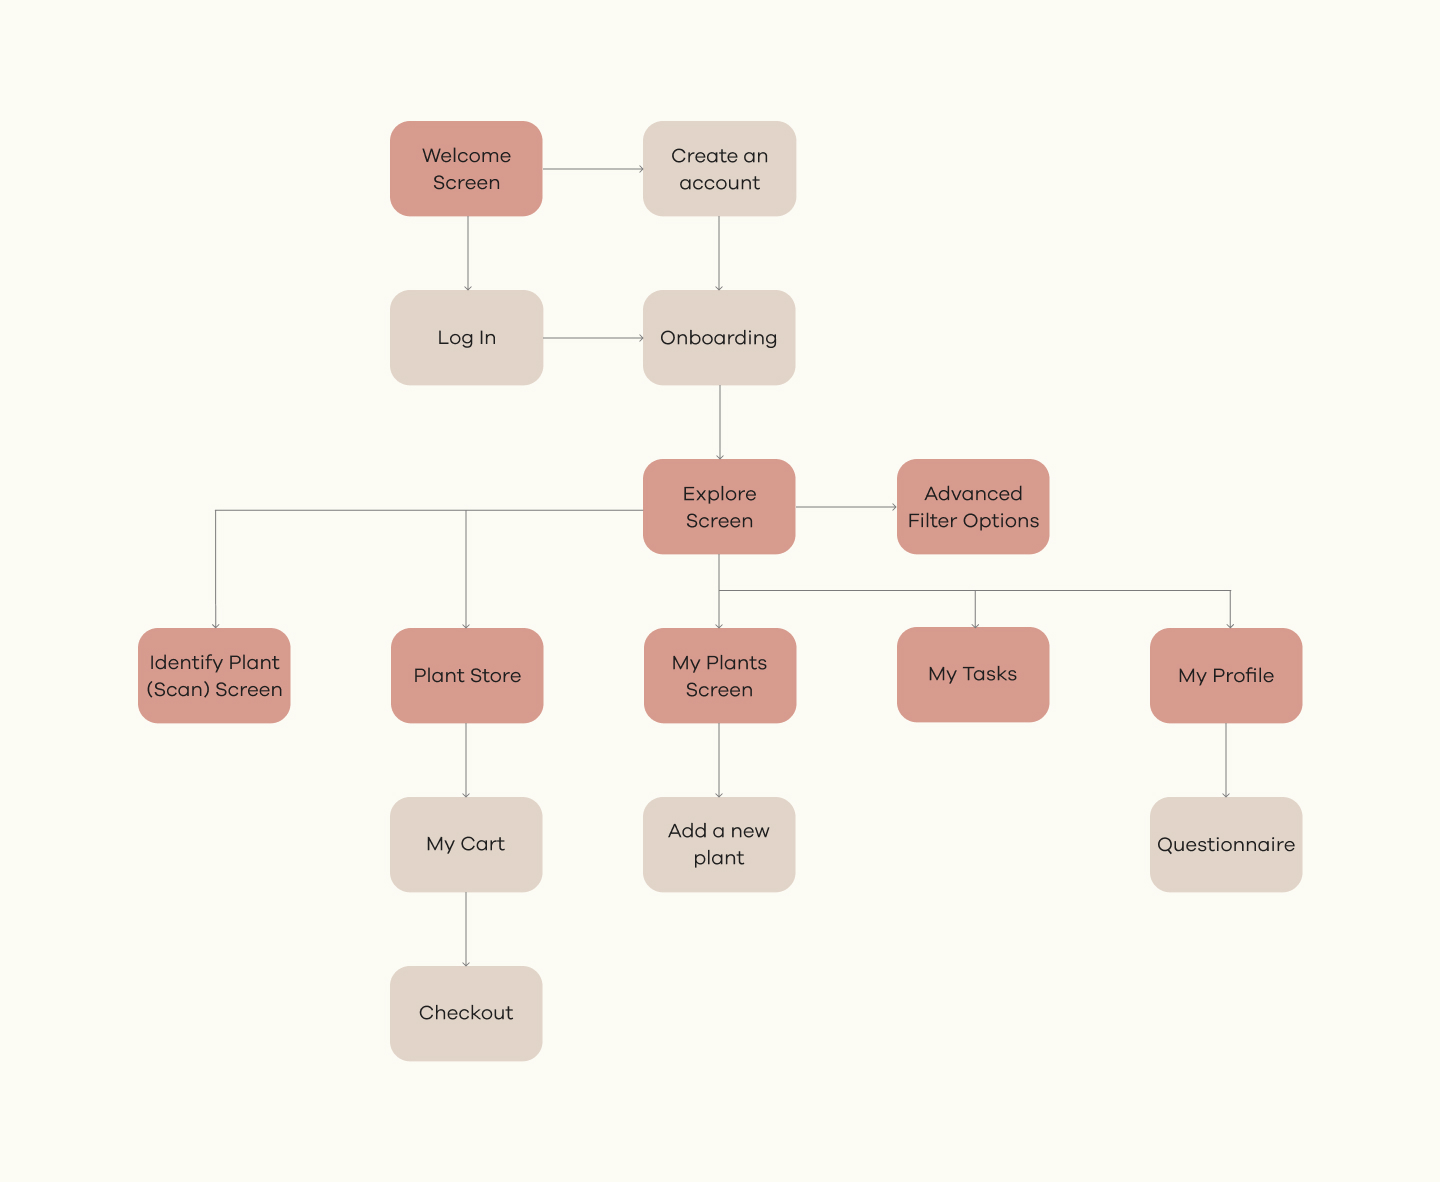 Welcome
Screen
Create an
account
Log In
Onboarding
Explore
Screen
Advanced
Filter Options
Identify Plant
(Scan) Screen
Plant Store
My Plants
Screen
My Tasks
My Profile
My Cart
Add a new
plant
Questionnaire
Checkout